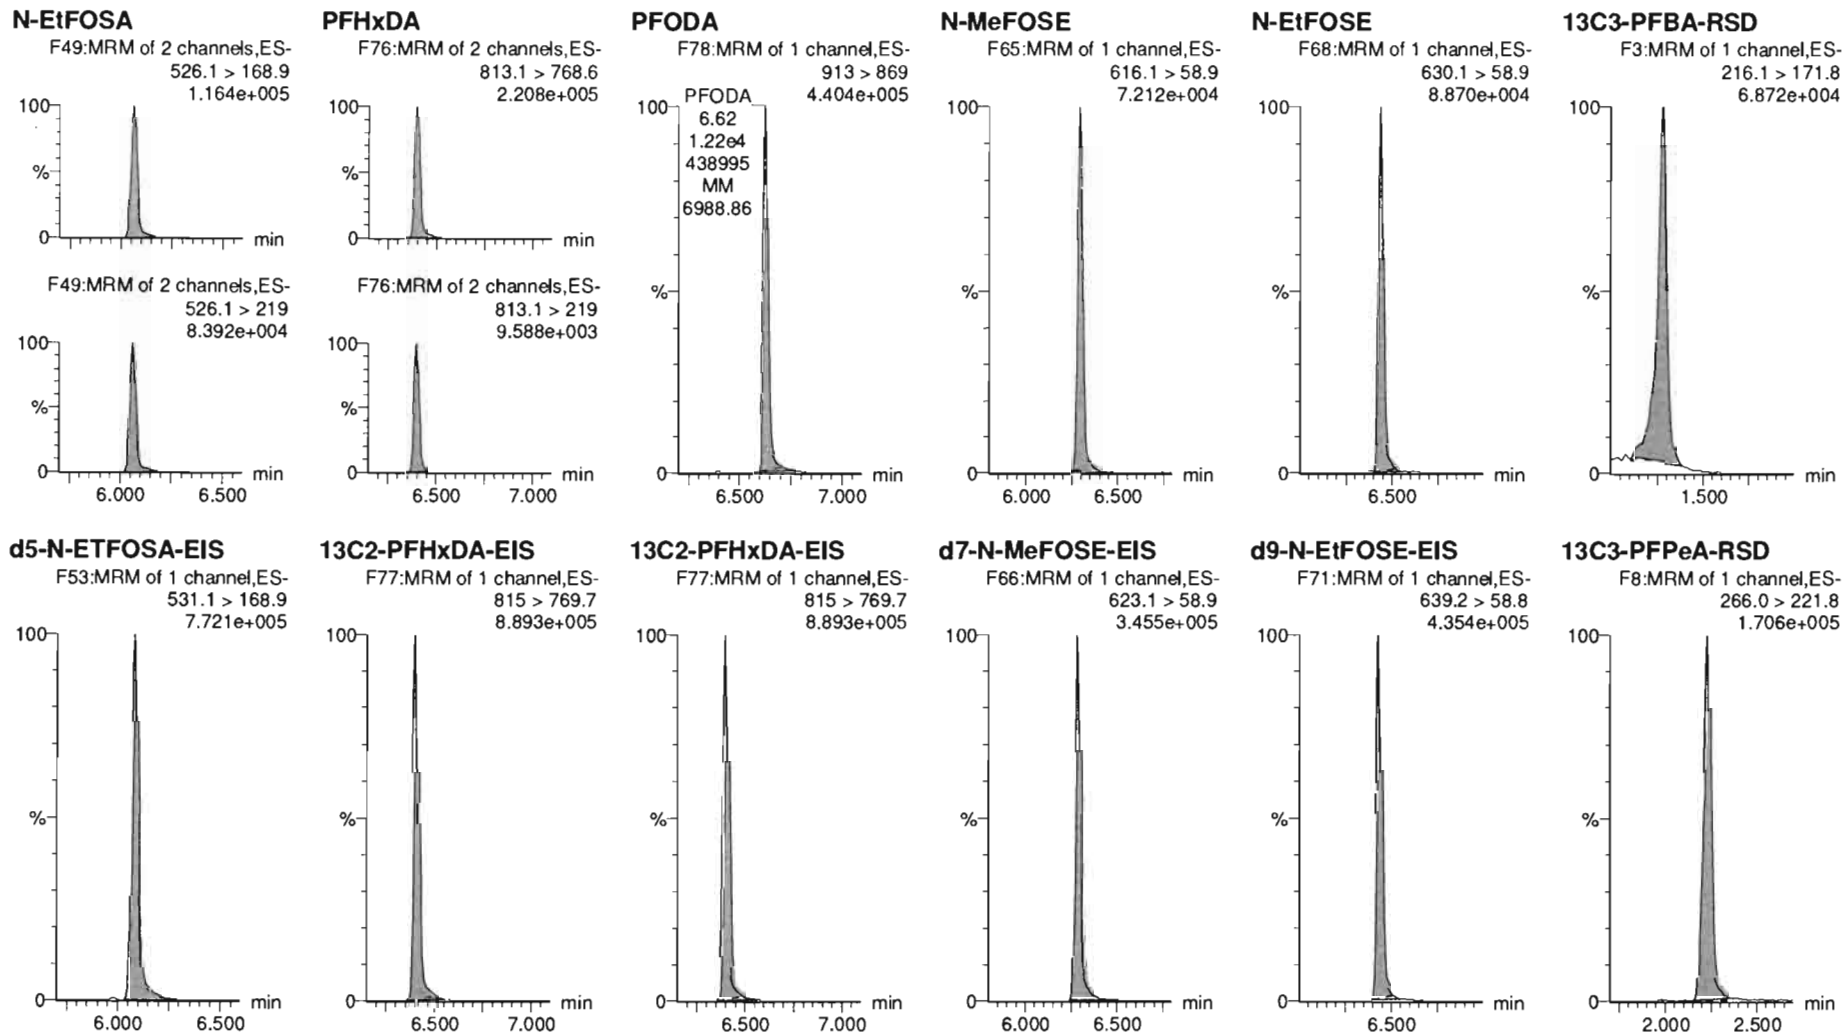 N-EtFOSA
F49:MRM of 2 channels,ES-
526.1 > 168.9
1.164e+005
100
%
0
min
F49:MRM of 2 channels,ES-
526.1 > 219
8.392e+004
100
%
0
min
6.000 6.500
PFHxDA
F76:MRM of 2 channels,ES-
813.1 > 768.6
2.208e+005
100
%
0
min
F76:MRM of 2 channels,ES-
813.1 > 219
9.588e+003
100
%
0
min
6.500 7.000
PFODA
F78:MRM of 1 channel,ES-
913 > 869
4.404e+005
100
PFODA
6.62
1.22e4
438995
MM
6988.86
%
0
min
6.500 7.000
N-MeFOSE
F65:MRM of 1 channel,ES-
616.1 > 58.9
7.212e+004
100
%
0
min
6.000 6.500
N-EtFOSE
F68:MRM of 1 channel,ES-
630.1 > 58.9
8.870e+004
100
%
0
min
6.500
13C3-PFBA-RSD
F3:MRM of 1 channel,ES-
216.1 > 171.8
6.872e+004
100
%
0
min
1.500
d5-N-ETFOSA-EIS
F53:MRM of 1 channel,ES-
531.1 > 168.9
7.721e+005
100
%
0
min
6.000 6.500
13C2-PFHxDA-EIS
F77:MRM of 1 channel,ES-
815 > 769.7
8.893e+005
100
%
0
min
6.500 7.000
13C2-PFHxDA-EIS
F77:MRM of 1 channel,ES-
815 > 769.7
8.893e+005
100
%
0
min
6.500 7.000
d7-N-MeFOSE-EIS
F66:MRM of 1 channel,ES-
623.1 > 58.9
3.455e+005
100
%
0
min
6.000 6.500
d9-N-EtFOSE-EIS
F71:MRM of 1 channel,ES-
639.2 > 58.8
4.354e+005
100
%
0
min
6.500
13C3-PFPeA-RSD
F8:MRM of 1 channel,ES-
266.0 > 221.8
1.706e+005
100
%
0
min
2.000 2.500